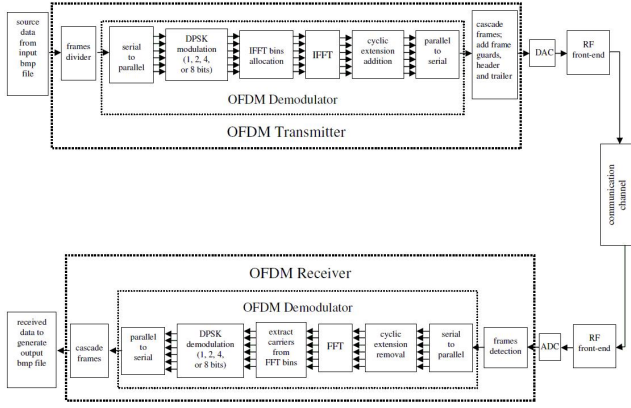 source
data
from
input
bmp
file
frames
divider
serial
to
parallel
DPSK
modulation
(1, 2, 4,
or 8 bits)
IFFT bins
allocation
IFFT
cyclic
extension
addition
parallel
to
serial
OFDM Demodulator
OFDM Transmitter
cascade
frames;
add frame
guards,
header
and trailer
DAC
RF
front-end
communication
channel
OFDM Receiver
OFDM Demodulator
received
data to
generate
output
bmp file
cascade
frames
parallel
to
serial
DPSK
demodulation
(1, 2, 4,
or 8 bits)
extract
carriers
from
FFT bins
FFT
cyclic
extension
removal
serial
to
parallel
frames
detection
ADC
RF
front-end